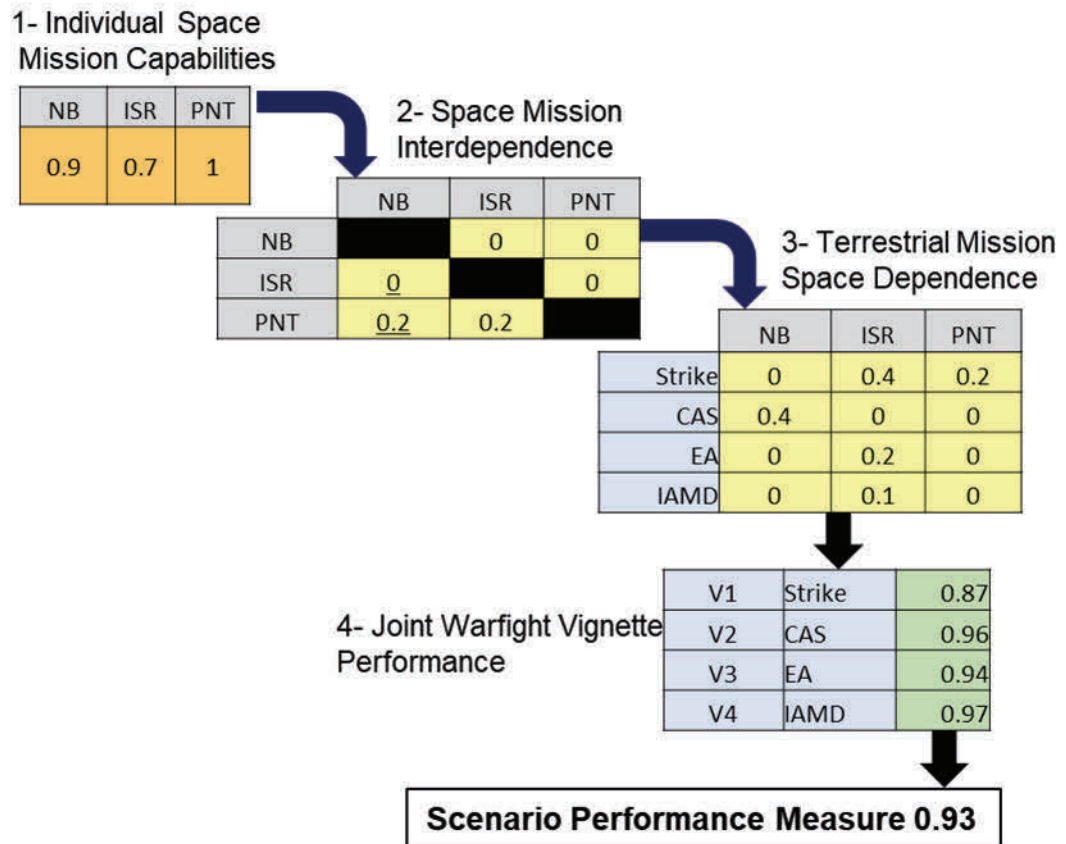 1- Individual Space
Mission Capabilities
NB ISR PNT
0.9 0.7 1
2- Space Mission
Interdependence
NB ISR PNT
NB 0 0
ISR 0 0
PNT 0.2 0.2
3- Terrestrial Mission
Space Dependence
NB ISR PNT
Strike 0 0.4 0.2
CAS 0.4 0 0
EA 0 0.2 0
IAMD 0 0.1 0
4- Joint Warfight Vignette
Performance
V1 Strike 0.87
V2 CAS 0.96
V3 EA 0.94
V4 IAMD 0.97
Scenario Performance Measure 0.93